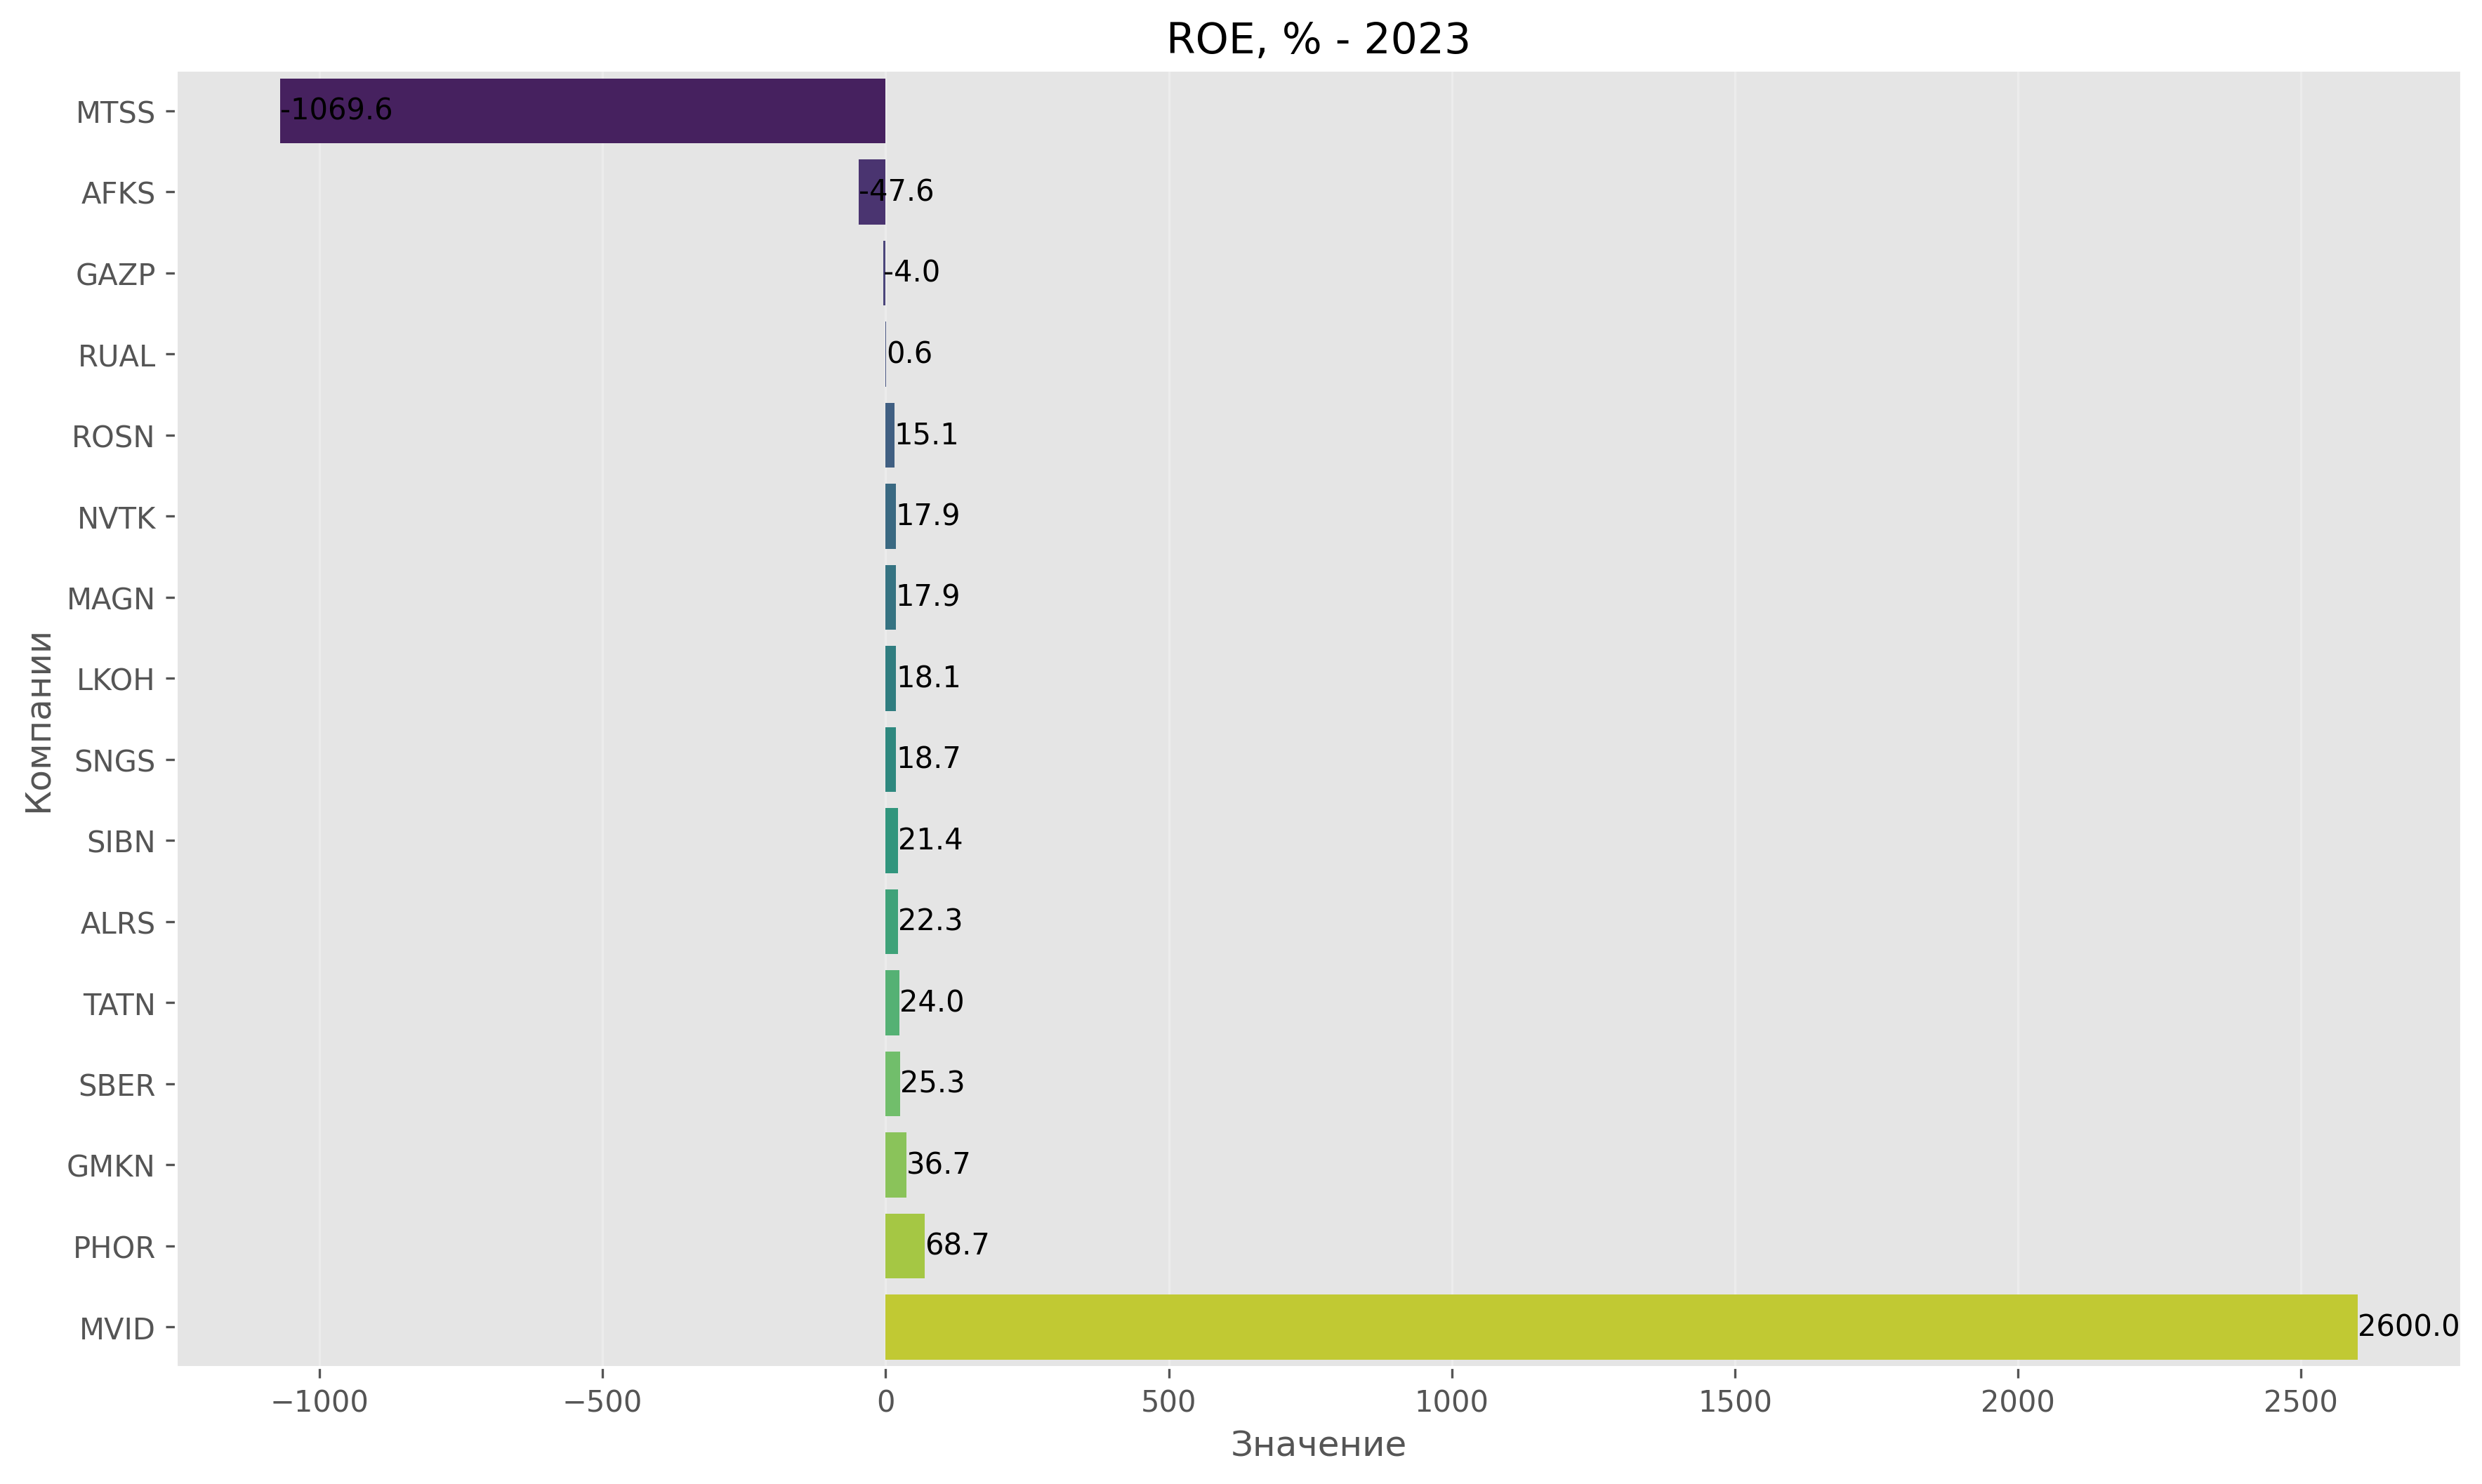 ROE, % - 2023
Компании
MTSS -1069.6
AFKS -47.6
GAZP -4.0
RUAL 0.6
ROSN 15.1
NVTK 17.9
MAGN 17.9
LKOH 18.1
SNGS 18.7
SIBN 21.4
ALRS 22.3
TATN 24.0
SBER 25.3
GMKN 36.7
PHOR 68.7
MVID 2600.0
−1000 −500 0 500 1000 1500 2000 2500
Значение